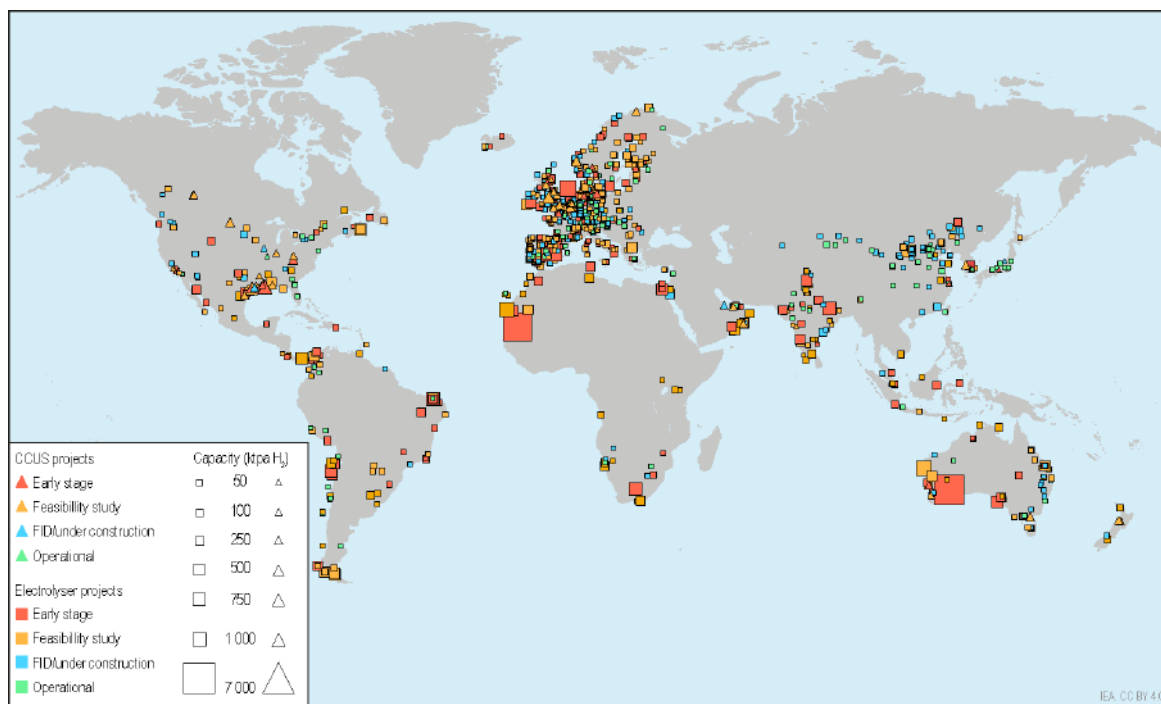 CCUS projects
Early stage
Feasibility study
FID/under construction
Operational
Electrolyser projects
Early stage
Feasibillity study
FID/under construction
Operational
Capacity (ktpa H2)
50
100
250
500
750
1 000
7 000
IEA. CC BY 4.0